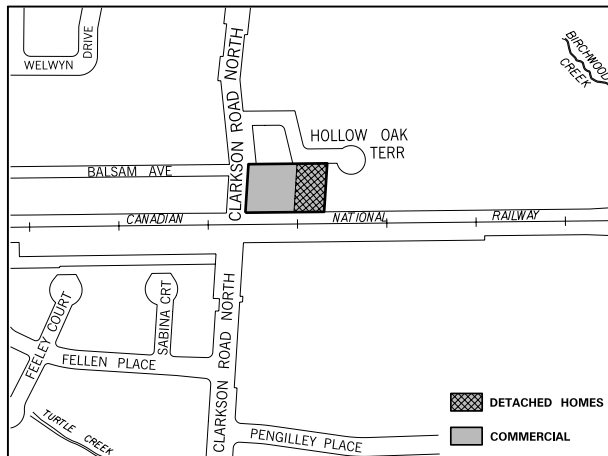 WELWYN
DRIVE
CLARKSON ROAD NORTH
BIRCHWOOD
CREEK
HOLLOW OAK
TERR
BALSAM AVE
CANADIAN NATIONAL RAILWAY
FEELEY COURT
SABINA CRT
FELLEN PLACE
CLARKSON ROAD NORTH
TURTLE CREEK
PENGILLEY PLACE
DETACHED HOMES
COMMERCIAL